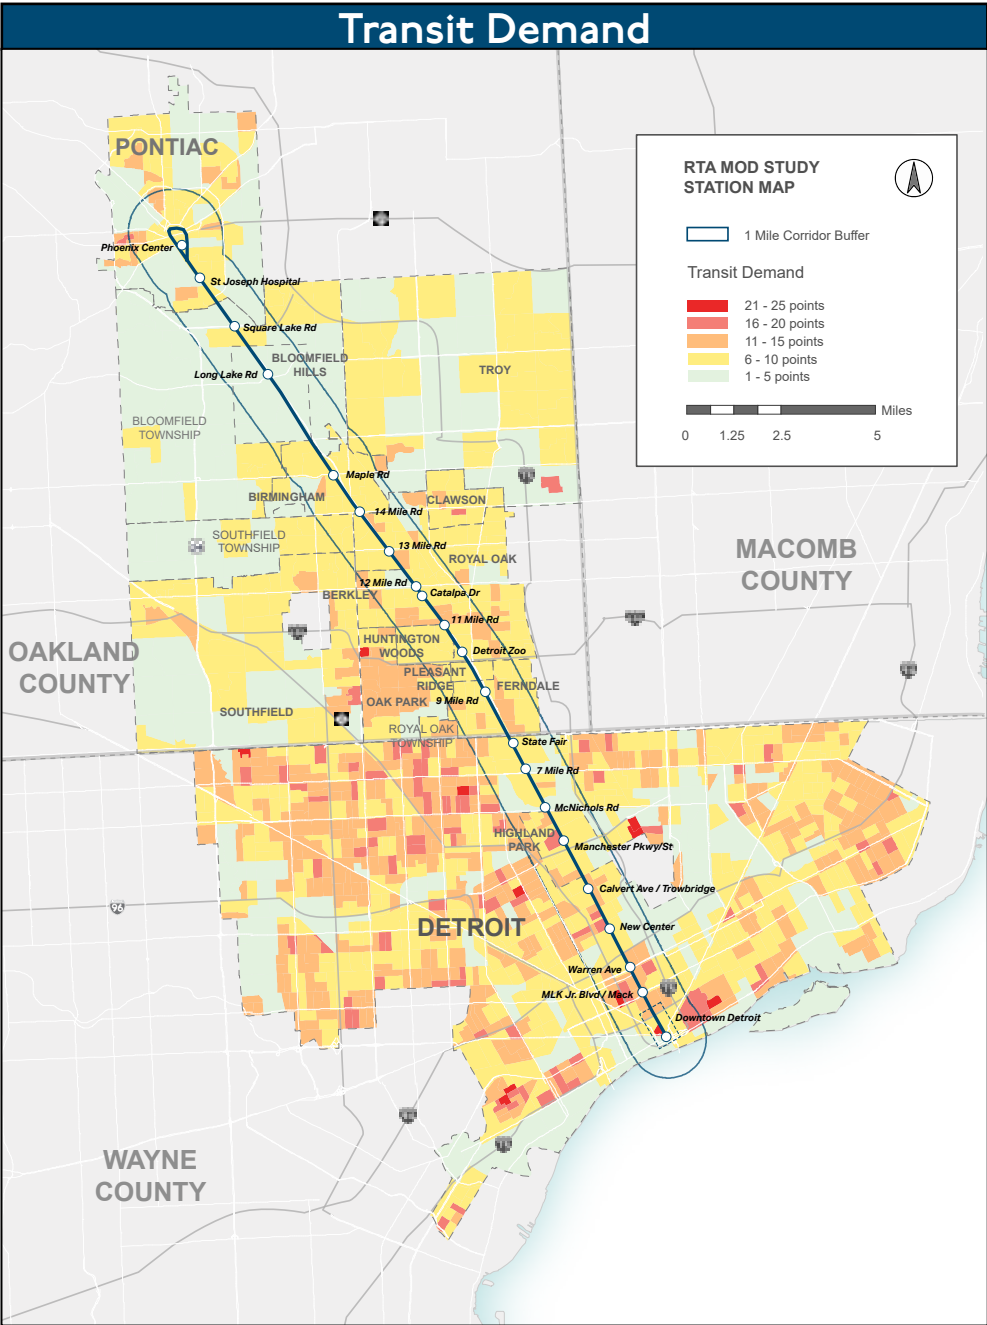 Transit Demand
PONTIAC
RTA MOD STUDY
STATION MAP
1 Mile Corridor Buffer
Transit Demand
21 - 25 points
16 - 20 points
11 - 15 points
6 - 10 points
1 - 5 points
Miles
0 1.25 2.5 5
Phoenix Center
St Joseph Hospital
Square Lake Rd
BLOOMFIELD
HILLS
Long Lake Rd
TROY
BLOOMFIELD
TOWNSHIP
Maple Rd
BIRMINGHAM
CLAWSON
14 Mile Rd
SOUTHFIELD
TOWNSHIP
13 Mile Rd
ROYAL OAK
MACOMB
COUNTY
12 Mile Rd
BERKLEY
Catalpa Dr
11 Mile Rd
HUNTINGTON
WOODS
OAKLAND
COUNTY
Detroit Zoo
PLEASANT
RIDGE
FERNDALE
9 Mile Rd
OAK PARK
SOUTHFIELD
ROYAL OAK
TOWNSHIP
State Fair
7 Mile Rd
McNichols Rd
HIGHLAND
PARK
Manchester Pkwy/St
Calvert Ave / Trowbridge
96
DETROIT
New Center
Warren Ave
MLK Jr. Blvd / Mack
Downtown Detroit
WAYNE
COUNTY